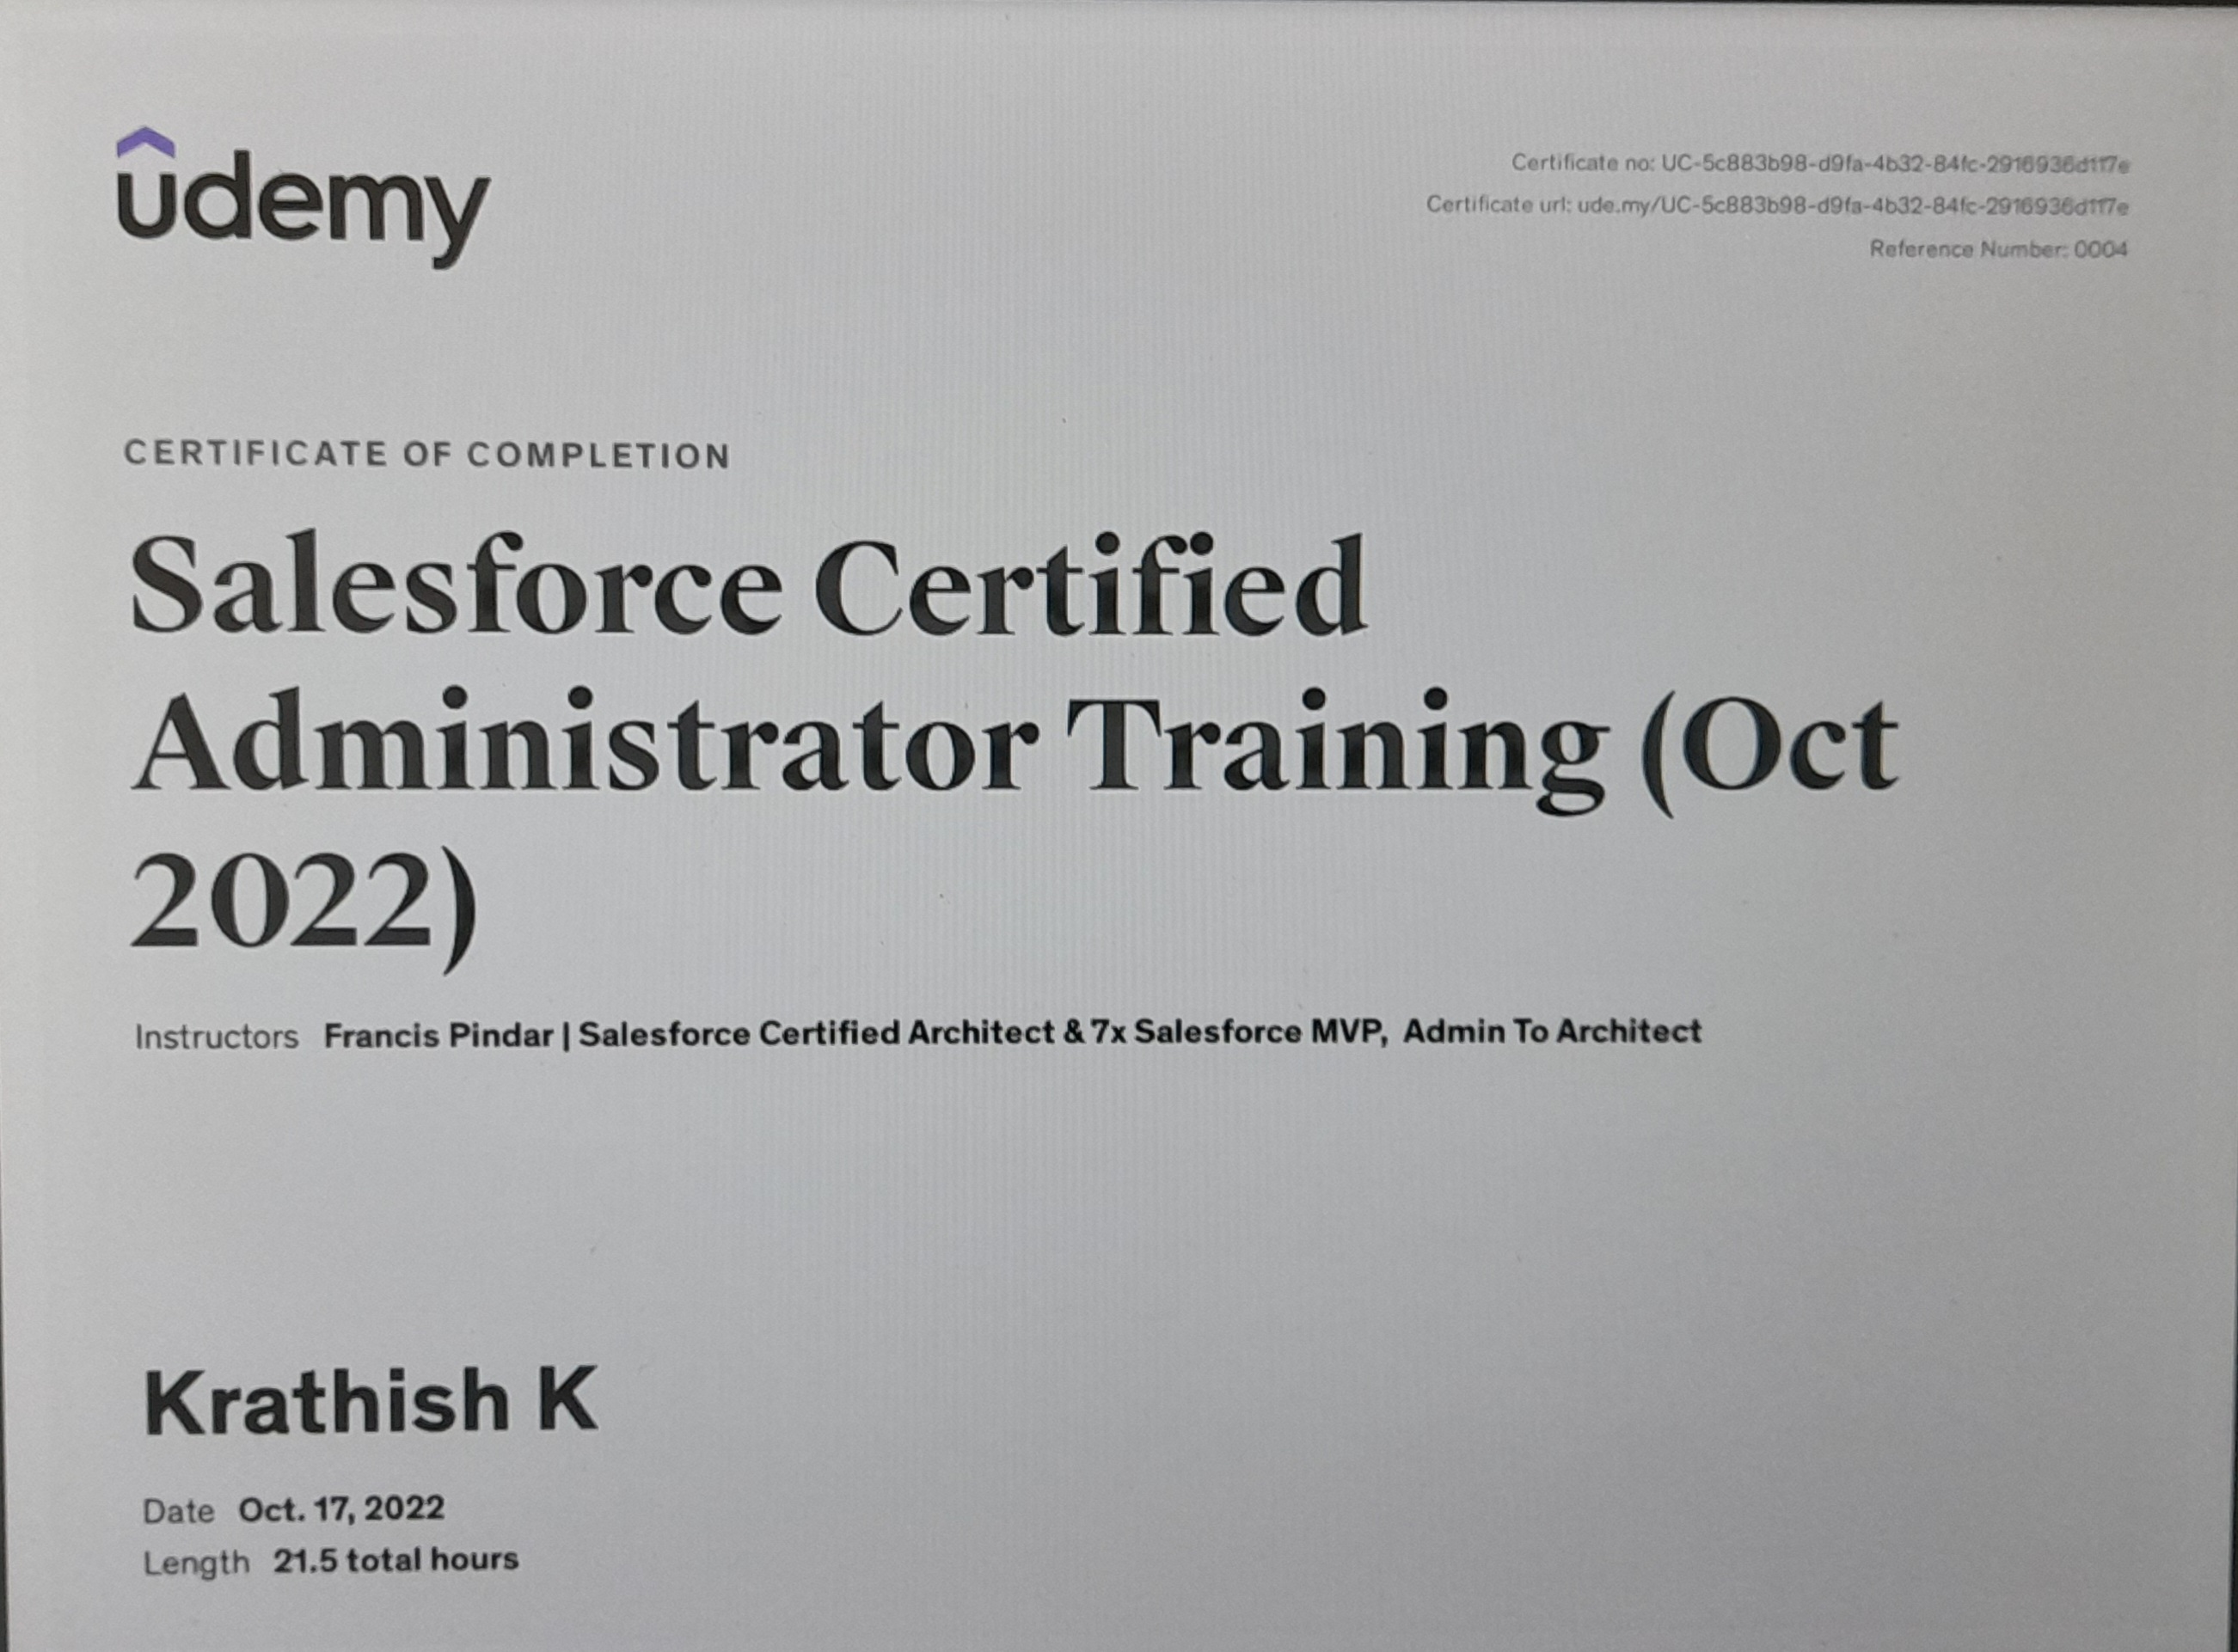 udemy
Certificate no: UC-5c883b98-d9fa-4b32-84fc-2916936d117e
Certificate url: ude.my/UC-5c883b98-d9fa-4b32-84fc-2916936d117e
Reference Number: 0004
CERTIFICATE OF COMPLETION
Salesforce Certified
Administrator Training (Oct
2022)
Instructors Francis Pindar | Salesforce Certified Architect & 7x Salesforce MVP, Admin To Architect
Krathish K
Date Oct. 17, 2022
Length 21.5 total hours